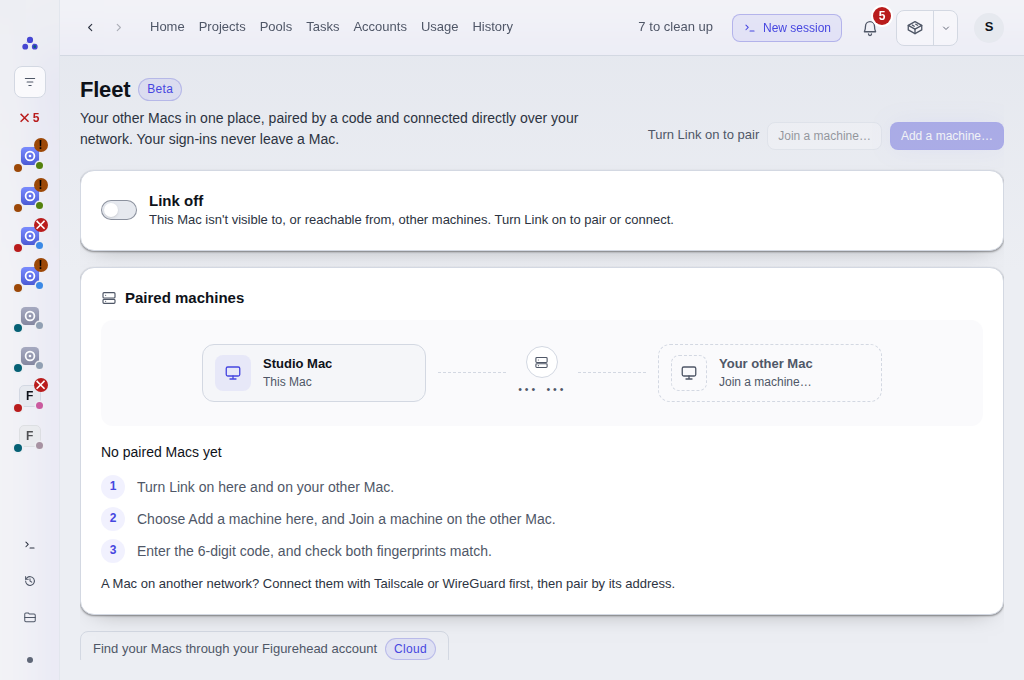 Home Projects Pools Tasks Accounts Usage History 7 to clean up New session 5 S
5
Fleet Beta
Your other Macs in one place, paired by a code and connected directly over your
network. Your sign-ins never leave a Mac.
Turn Link on to pair Join a machine… Add a machine…
Link off
This Mac isn't visible to, or reachable from, other machines. Turn Link on to pair or connect.
Paired machines
Studio Mac
This Mac
••• •••
Your other Mac
Join a machine…
No paired Macs yet
1 Turn Link on here and on your other Mac.
2 Choose Add a machine here, and Join a machine on the other Mac.
3 Enter the 6-digit code, and check both fingerprints match.
A Mac on another network? Connect them with Tailscale or WireGuard first, then pair by its address.
Find your Macs through your Figurehead account Cloud
!
!
!
F
F